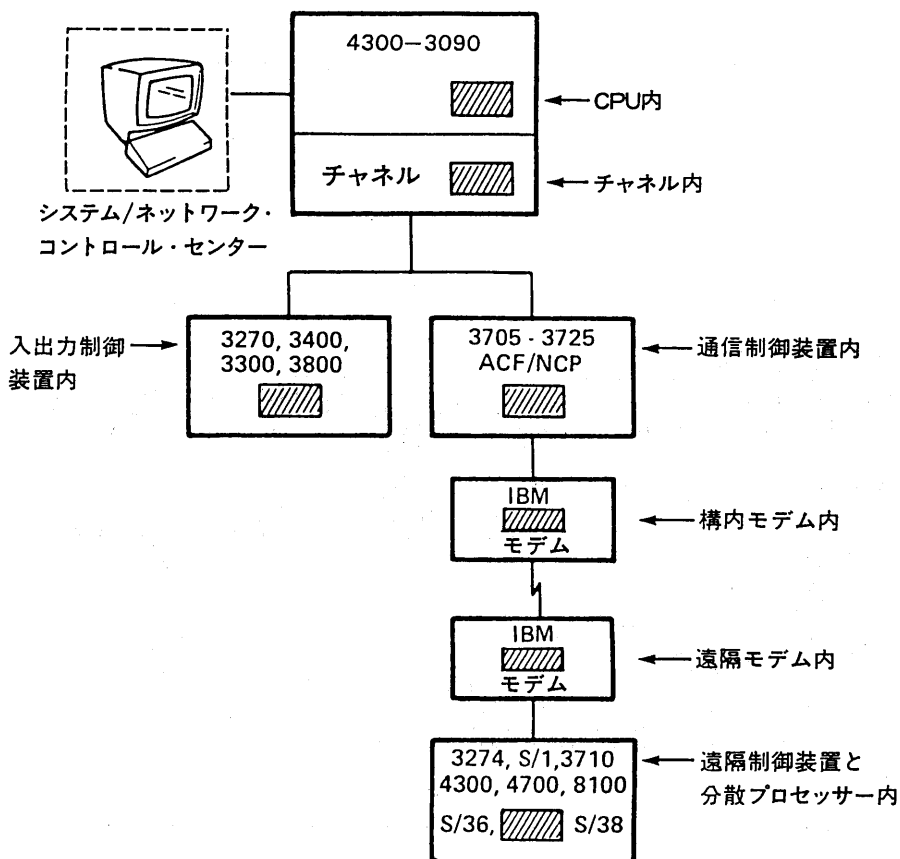 4300−3090
CPU内
チャネル
チャネル内
システム/ネットワーク・
コントロール・センター
入出力制御
装置内
3270, 3400,
3300, 3800
3705 - 3725
ACF/NCP
通信制御装置内
IBM
モデム
構内モデム内
IBM
モデム
遠隔モデム内
3274, S/1,3710
4300, 4700, 8100
S/36, S/38
遠隔制御装置と
分散プロセッサー内